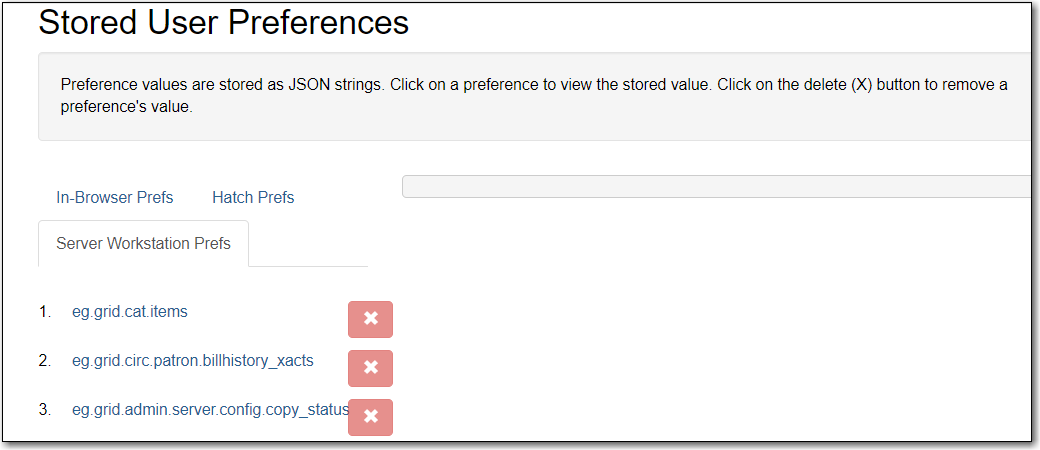 Stored User Preferences
Preference values are stored as JSON strings. Click on a preference to view the stored value. Click on the delete (X) button to remove a
preference's value.
In-Browser Prefs
Hatch Prefs
Server Workstation Prefs
1. eg.grid.cat.items
2. eg.grid.circ.patron.billhistory_xacts
3. eg.grid.admin.server.config.copy_status